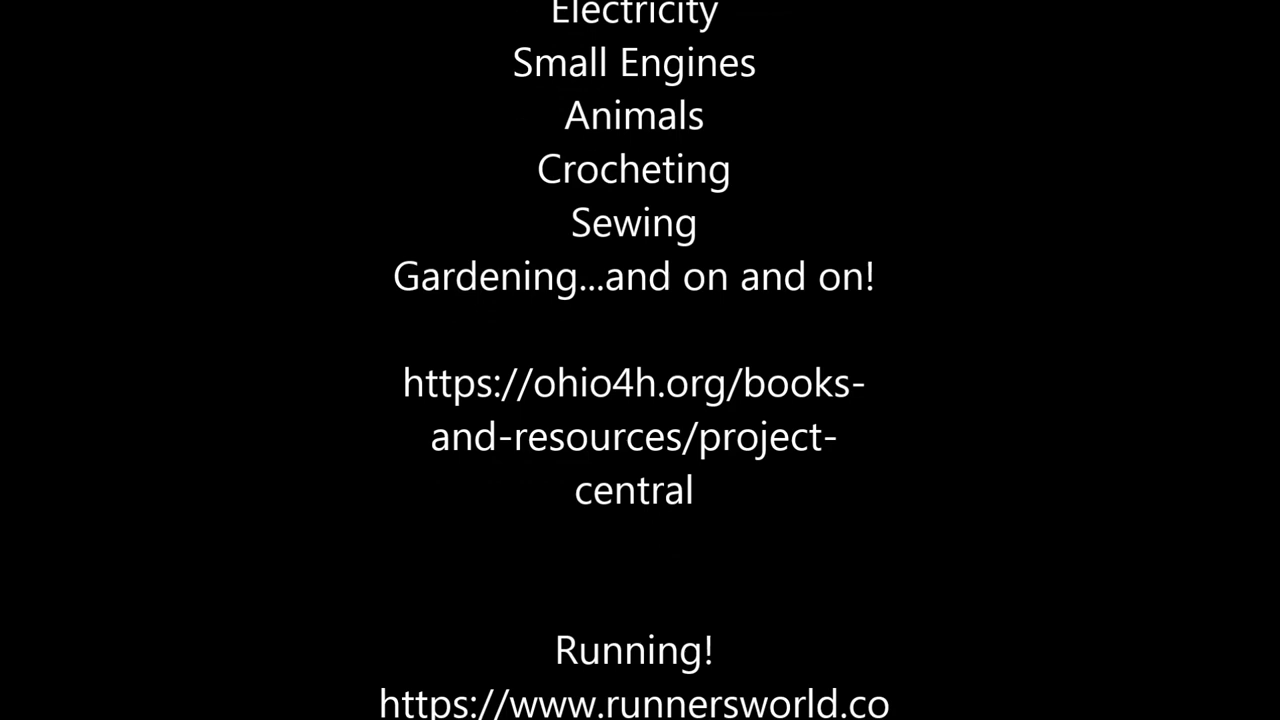 Electricity
Small Engines
Animals
Crocheting
Sewing
Gardening...and on and on!
https://ohio4h.org/books-
and-resources/project-
central
Running!
https://www.runnersworld.co